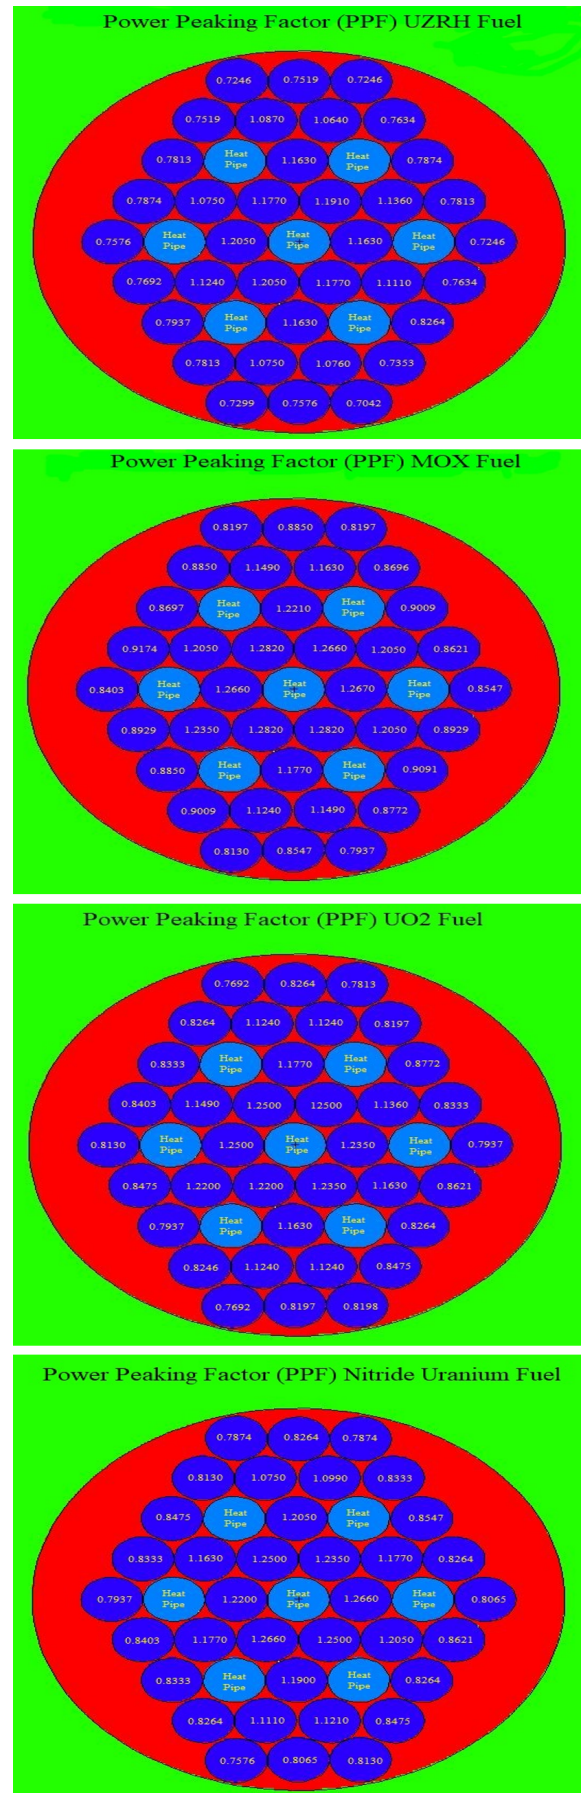 Power Peaking Factor (PPF) UZRH Fuel
0.7246 0.7519 0.7246
0.7519 1.0870 1.0640 0.7634
0.7813 Heat Pipe 1.1630 Heat Pipe 0.7874
0.7874 1.0750 1.1770 1.1910 1.1360 0.7813
0.7576 Heat Pipe 1.2050 Heat Pipe 1.1630 Heat Pipe 0.7246
0.7692 1.1240 1.2050 1.1770 1.1110 0.7634
0.7937 Heat Pipe 1.1630 Heat Pipe 0.8264
0.7813 1.0750 1.0760 0.7353
0.7299 0.7576 0.7042
Power Peaking Factor (PPF) MOX Fuel
0.8197 0.8850 0.8197
0.8850 1.1490 1.1630 0.8696
0.8697 Heat Pipe 1.2210 Heat Pipe 0.9009
0.9174 1.2050 1.2820 1.2660 1.2050 0.8621
0.8403 Heat Pipe 1.2660 Heat Pipe 1.2670 Heat Pipe 0.8547
0.8929 1.2350 1.2820 1.2820 1.2050 0.8929
0.8850 Heat Pipe 1.1770 Heat Pipe 0.9091
0.9009 1.1240 1.1490 0.8772
0.8130 0.8547 0.7937
Power Peaking Factor (PPF) UO2 Fuel
0.7692 0.8264 0.7813
0.8264 1.1240 1.1240 0.8197
0.8333 Heat Pipe 1.1770 Heat Pipe 0.8772
0.8403 1.1490 1.2500 12500 1.1360 0.8333
0.8130 Heat Pipe 1.2500 Heat Pipe 1.2350 Heat Pipe 0.7937
0.8475 1.2200 1.2200 1.2350 1.1630 0.8621
0.7937 Heat Pipe 1.1630 Heat Pipe 0.8264
0.8246 1.1240 1.1240 0.8475
0.7692 0.8197 0.8198
Power Peaking Factor (PPF) Nitride Uranium Fuel
0.7874 0.8264 0.7874
0.8130 1.0750 1.0990 0.8333
0.8475 Heat Pipe 1.2050 Heat Pipe 0.8547
0.8333 1.1630 1.2500 1.2350 1.1770 0.8264
0.7937 Heat Pipe 1.2200 Heat Pipe 1.2660 Heat Pipe 0.8065
0.8403 1.1770 1.2660 1.2500 1.2050 0.8621
0.8333 Heat Pipe 1.1900 Heat Pipe 0.8264
0.8264 1.1110 1.1210 0.8475
0.7576 0.8065 0.8130